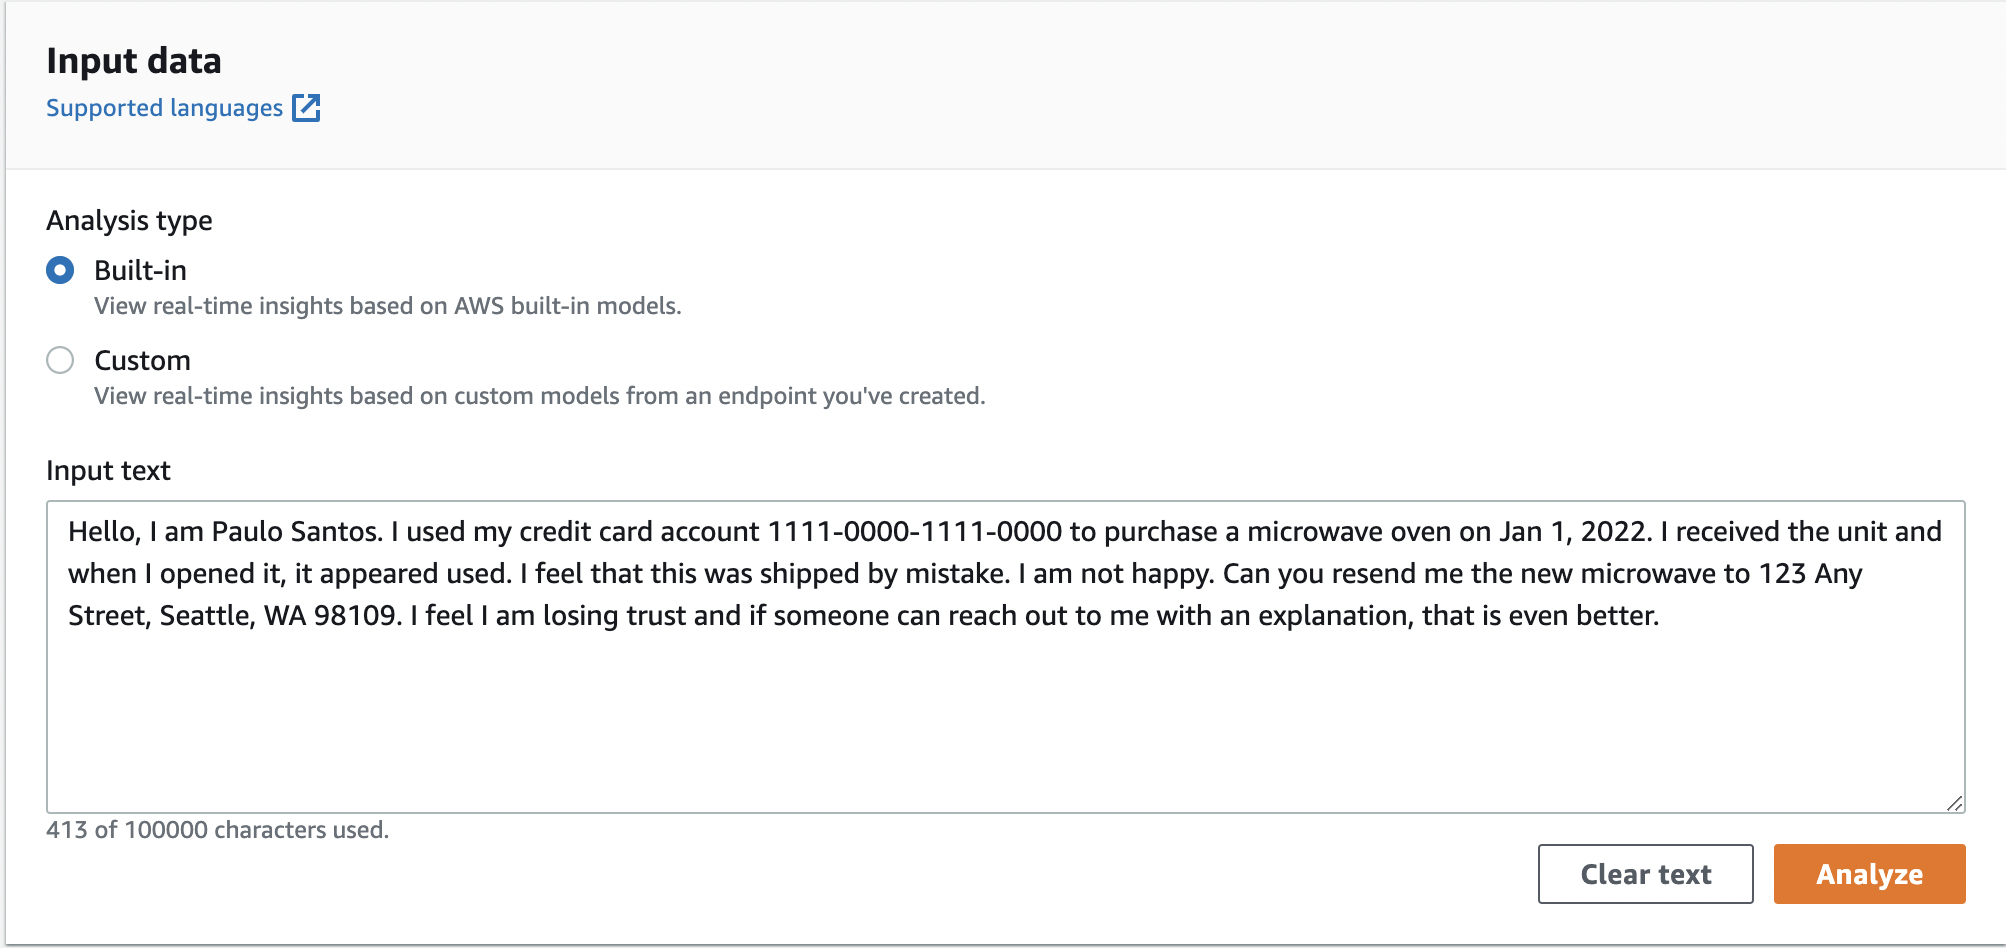 Input data
Supported languages
Analysis type
Built-in
View real-time insights based on AWS built-in models.
Custom
View real-time insights based on custom models from an endpoint you've created.
Input text
Hello, I am Paulo Santos. I used my credit card account 1111-0000-1111-0000 to purchase a microwave oven on Jan 1, 2022. I received the unit and
when I opened it, it appeared used. I feel that this was shipped by mistake. I am not happy. Can you resend me the new microwave to 123 Any
Street, Seattle, WA 98109. I feel I am losing trust and if someone can reach out to me with an explanation, that is even better.
413 of 100000 characters used.
Clear text
Analyze